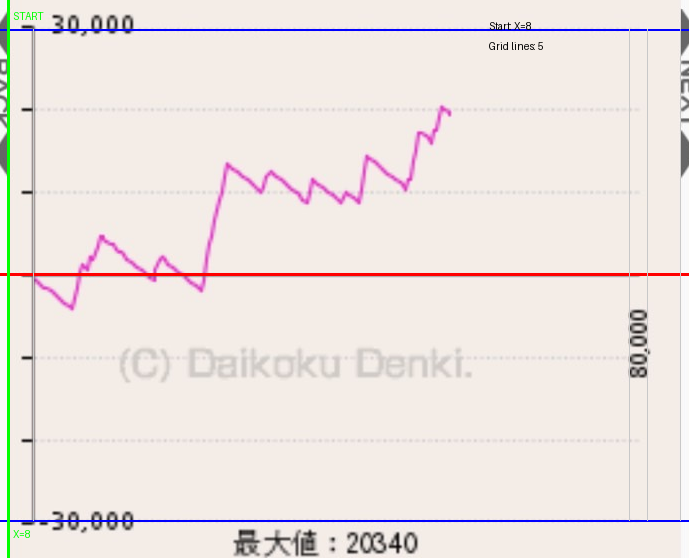 START
30,000
Start: X=8
Grid lines: 5
BACK
NEXT
80,000
(C) Daikoku Denki.
-30,000
X=8
最大値：20340